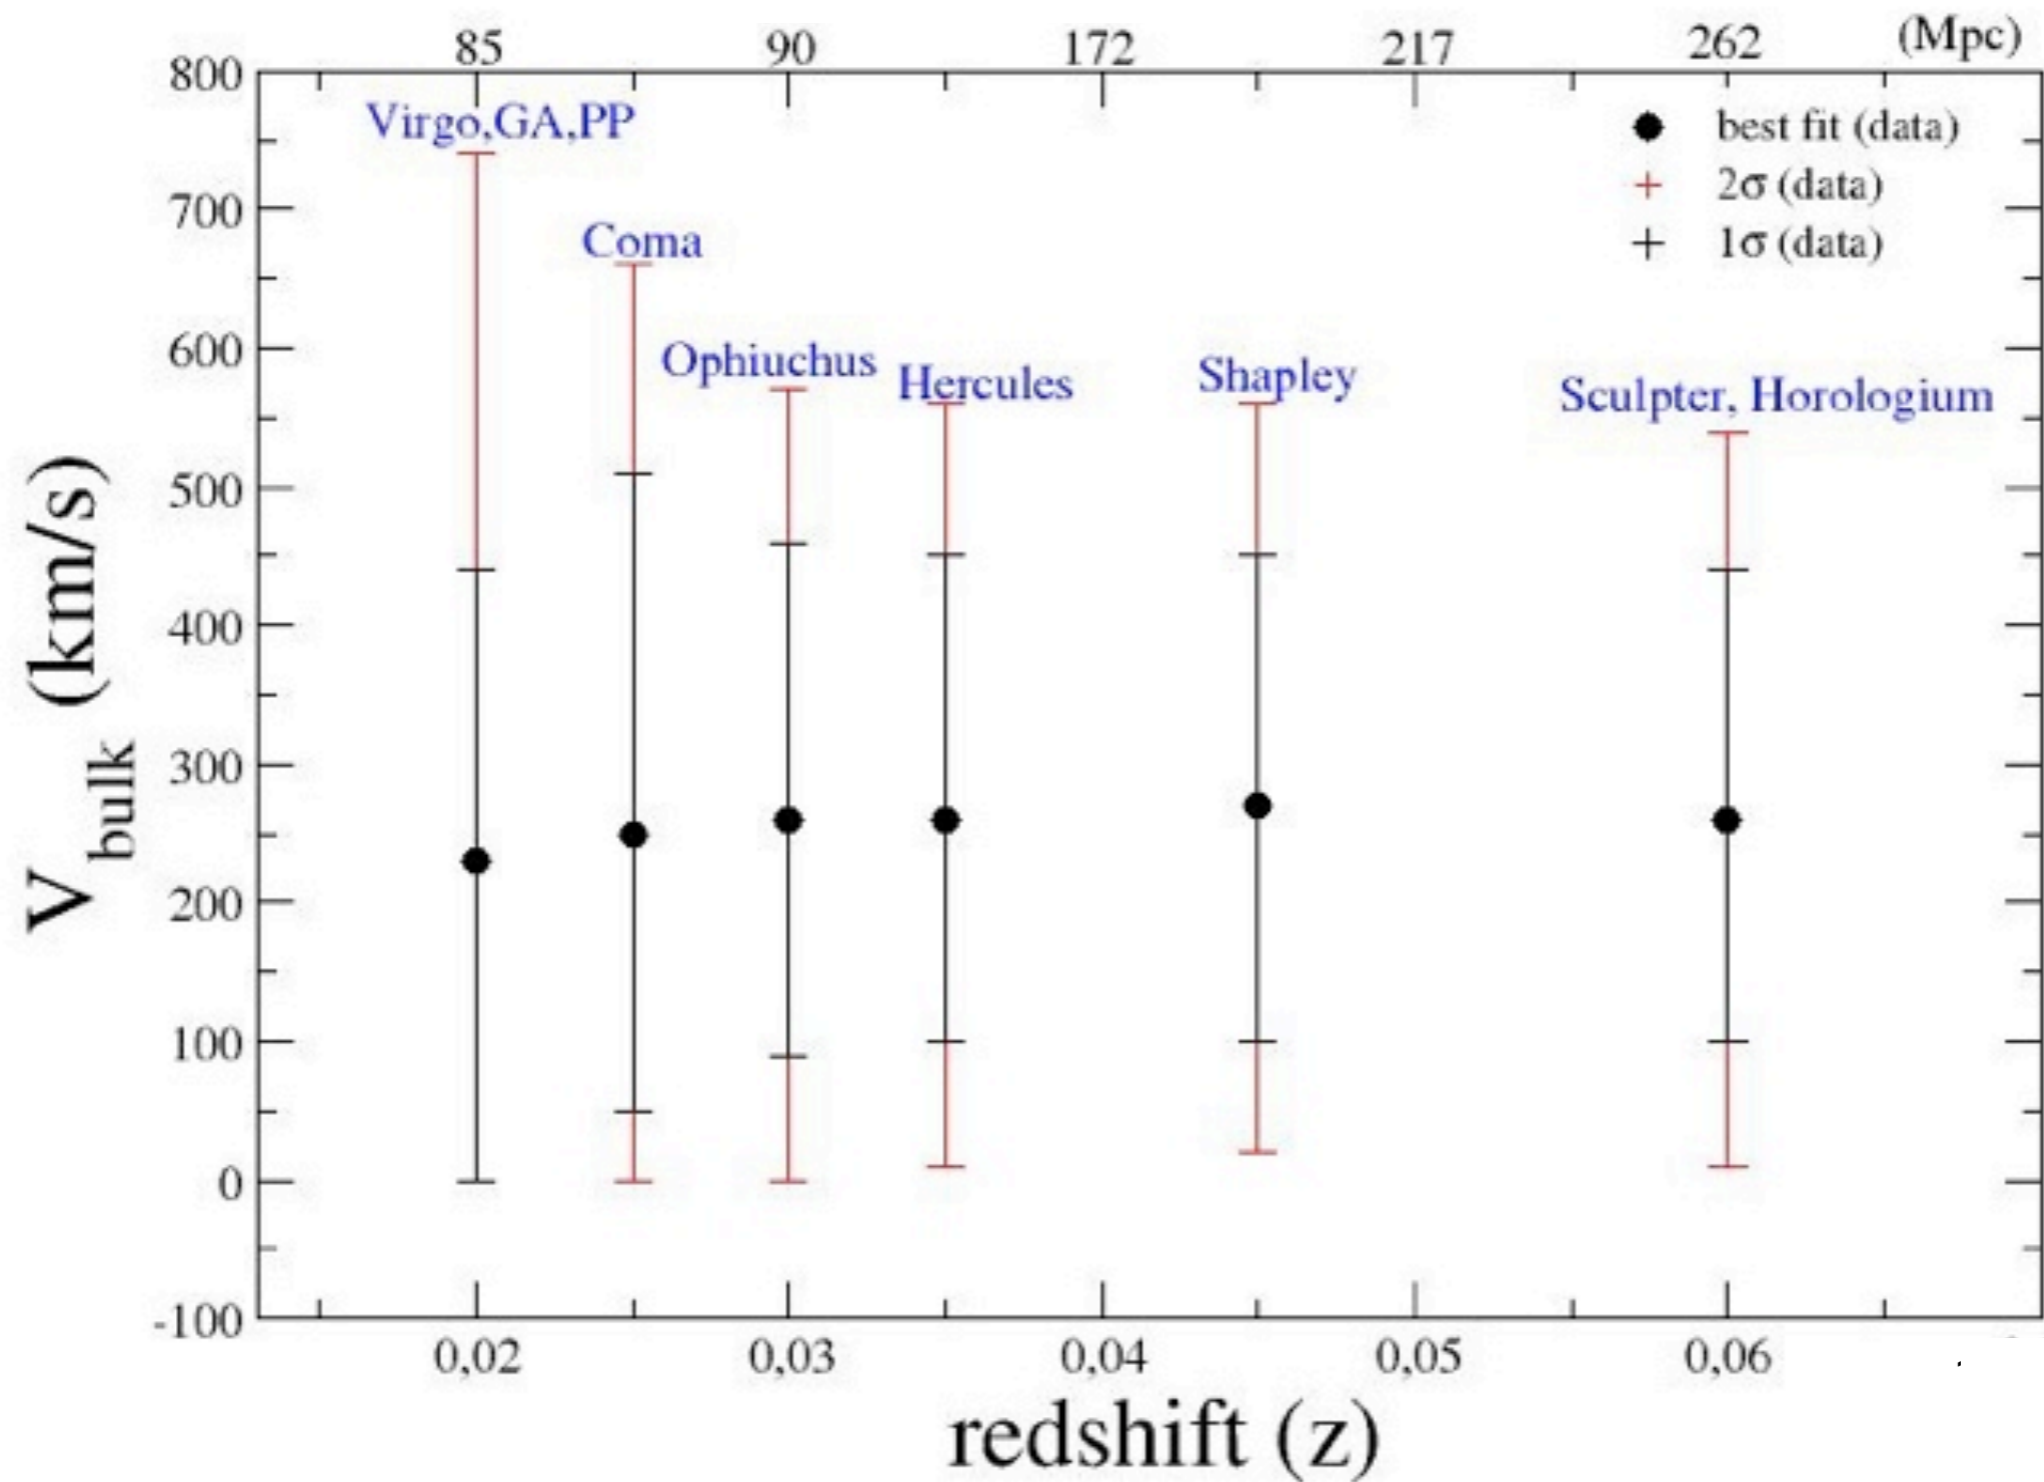 85 90 172 217 262 (Mpc)
800
700
600
500
400
300
200
100
0
-100
V bulk (km/s)
Virgo,GA,PP
Coma
Ophiuchus
Hercules
Shapley
Sculpter, Horologium
best fit (data)
2σ (data)
1σ (data)
0,02 0,03 0,04 0,05 0,06
redshift (z)